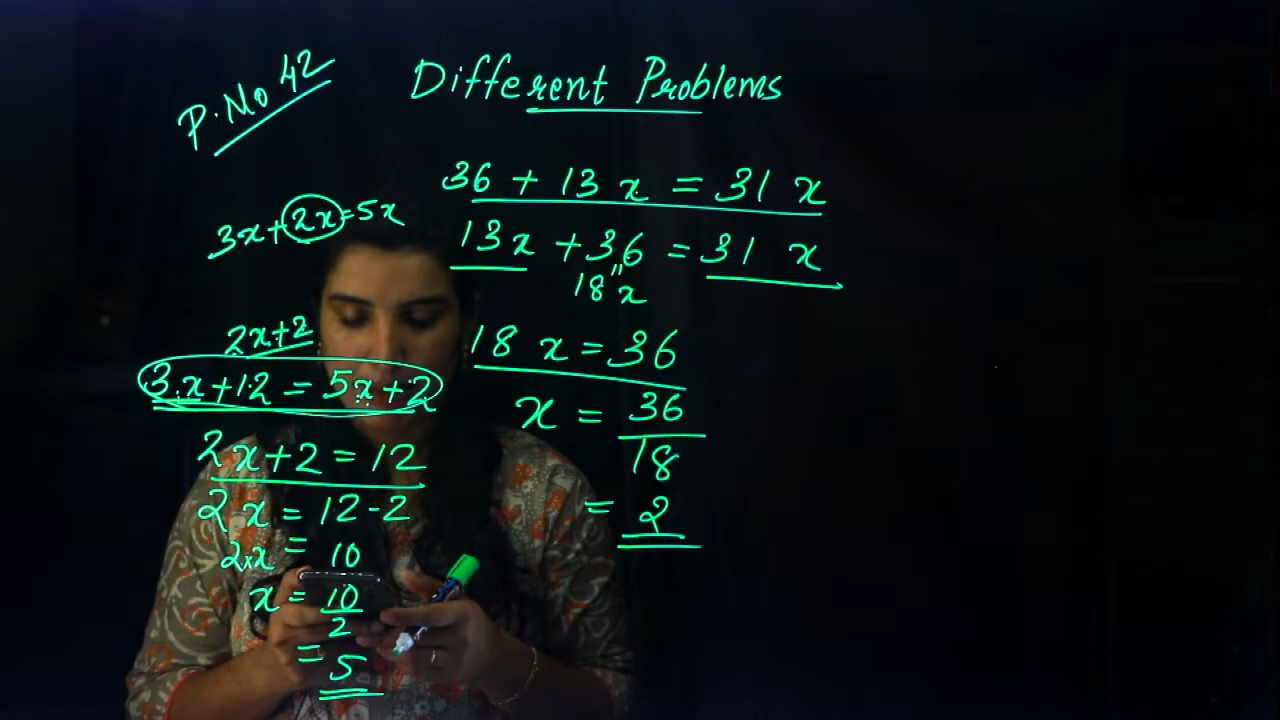 P.No 42
Different Problems
3x+2x=5x
2x+2
3x+12 = 5x+2
2x+2 = 12
2x = 12-2
2x = 10
x = 10
2
= 5
36 + 13 x = 31 x
13x +36 = 31 x
"
18 x
18 x = 36
x = 36
18
= 2